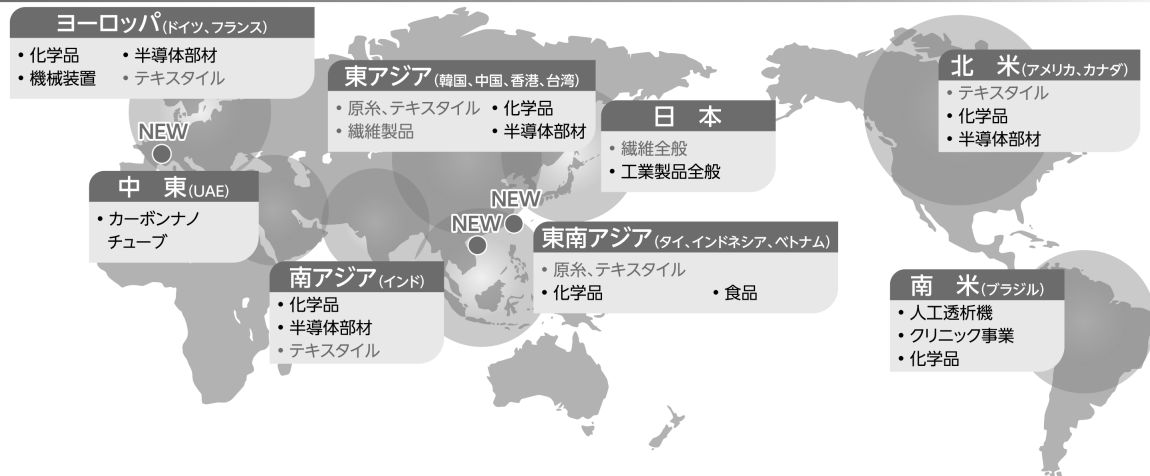 ヨーロッパ(ドイツ、フランス)
• 化学品 • 半導体部材
• 機械装置 • テキスタイル
NEW
東アジア(韓国、中国、香港、台湾)
• 原糸、テキスタイル • 化学品
• 繊維製品 • 半導体部材
日 本
• 繊維全般
• 工業製品全般
北 米(アメリカ、カナダ)
• テキスタイル
• 化学品
• 半導体部材
中 東(UAE)
• カーボンナノ
チューブ
NEW
NEW
南アジア(インド)
• 化学品
• 半導体部材
• テキスタイル
東南アジア(タイ、インドネシア、ベトナム)
• 原糸、テキスタイル
• 化学品 • 食品
南 米(ブラジル)
• 人工透析機
• クリニック事業
• 化学品